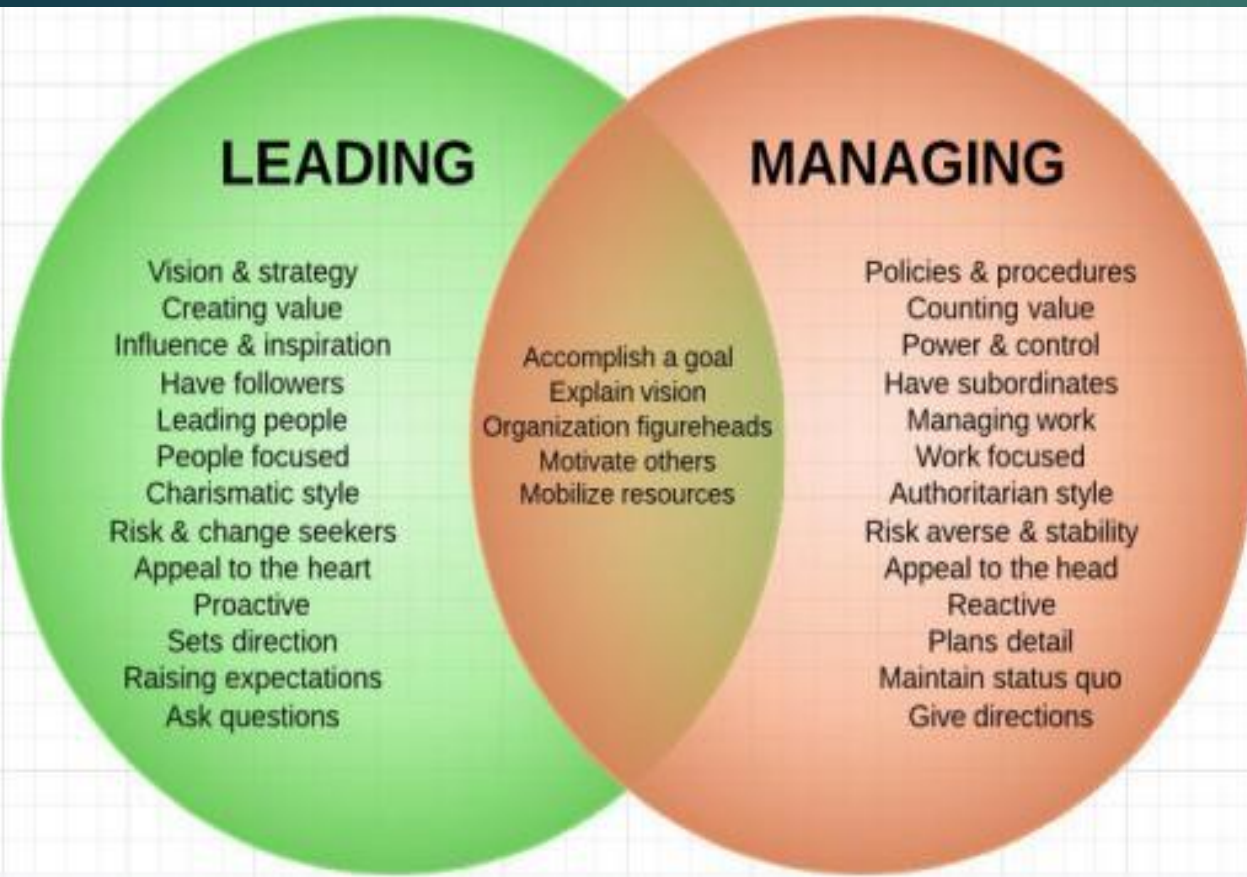 LEADING
Vision & strategy
Creating value
Influence & inspiration
Have followers
Leading people
People focused
Charismatic style
Risk & change seekers
Appeal to the heart
Proactive
Sets direction
Raising expectations
Ask questions
Accomplish a goal
Explain vision
Organization figureheads
Motivate others
Mobilize resources
MANAGING
Policies & procedures
Counting value
Power & control
Have subordinates
Managing work
Work focused
Authoritarian style
Risk averse & stability
Appeal to the head
Reactive
Plans detail
Maintain status quo
Give directions